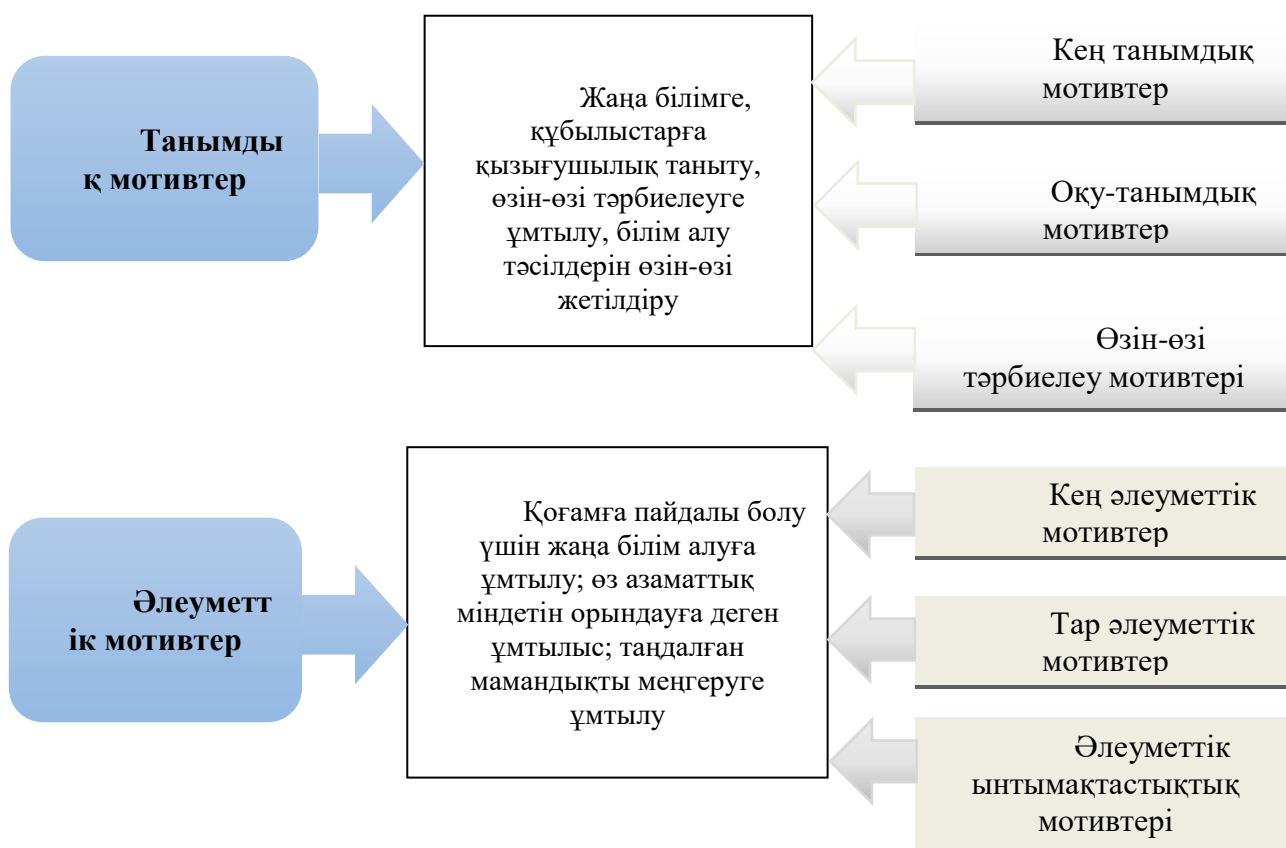 Танымды
қ мотивтер
Жаңа білімге,
құбылыстарға
қызығушылық таныту,
өзін-өзі тәрбиелеуге
ұмтылу, білім алу
тәсілдерін өзін-өзі
жетілдіру
Кең танымдық
мотивтер
Оқу-танымдық
мотивтер
Өзін-өзі
тәрбиелеу мотивтері
Әлеуметт
ік мотивтер
Қоғамға пайдалы болу
үшін жаңа білім алуға
ұмтылу; өз азаматтық
міндетін орындауға деген
ұмтылыс; таңдалған
мамандықты меңгеруге
ұмтылу
Кең әлеуметтік
мотивтер
Тар әлеуметтік
мотивтер
Әлеуметтік
ынтымақтастықтық
мотивтері